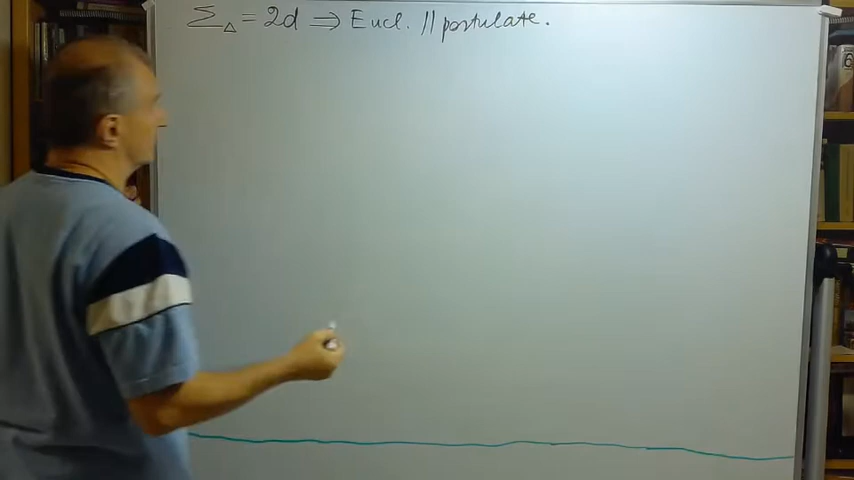 Σ△ = 2d ⇒ Eucl. // postulate.